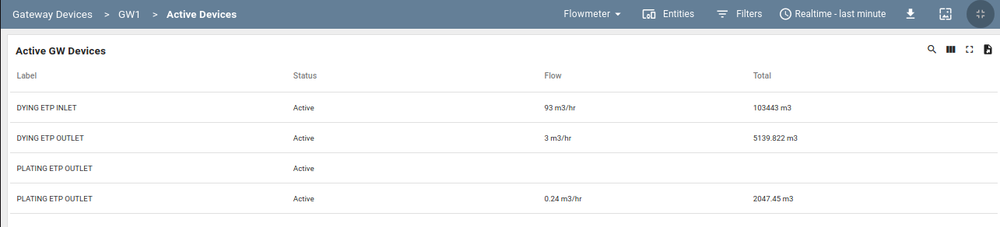 Gateway Devices > GW1 > Active Devices Flowmeter Entities Filters Realtime - last minute
Active GW Devices
Label Status Flow Total
DYING ETP INLET Active 93 m3/hr 103443 m3
DYING ETP OUTLET Active 3 m3/hr 5139.822 m3
PLATING ETP OUTLET Active
PLATING ETP OUTLET Active 0.24 m3/hr 2047.45 m3